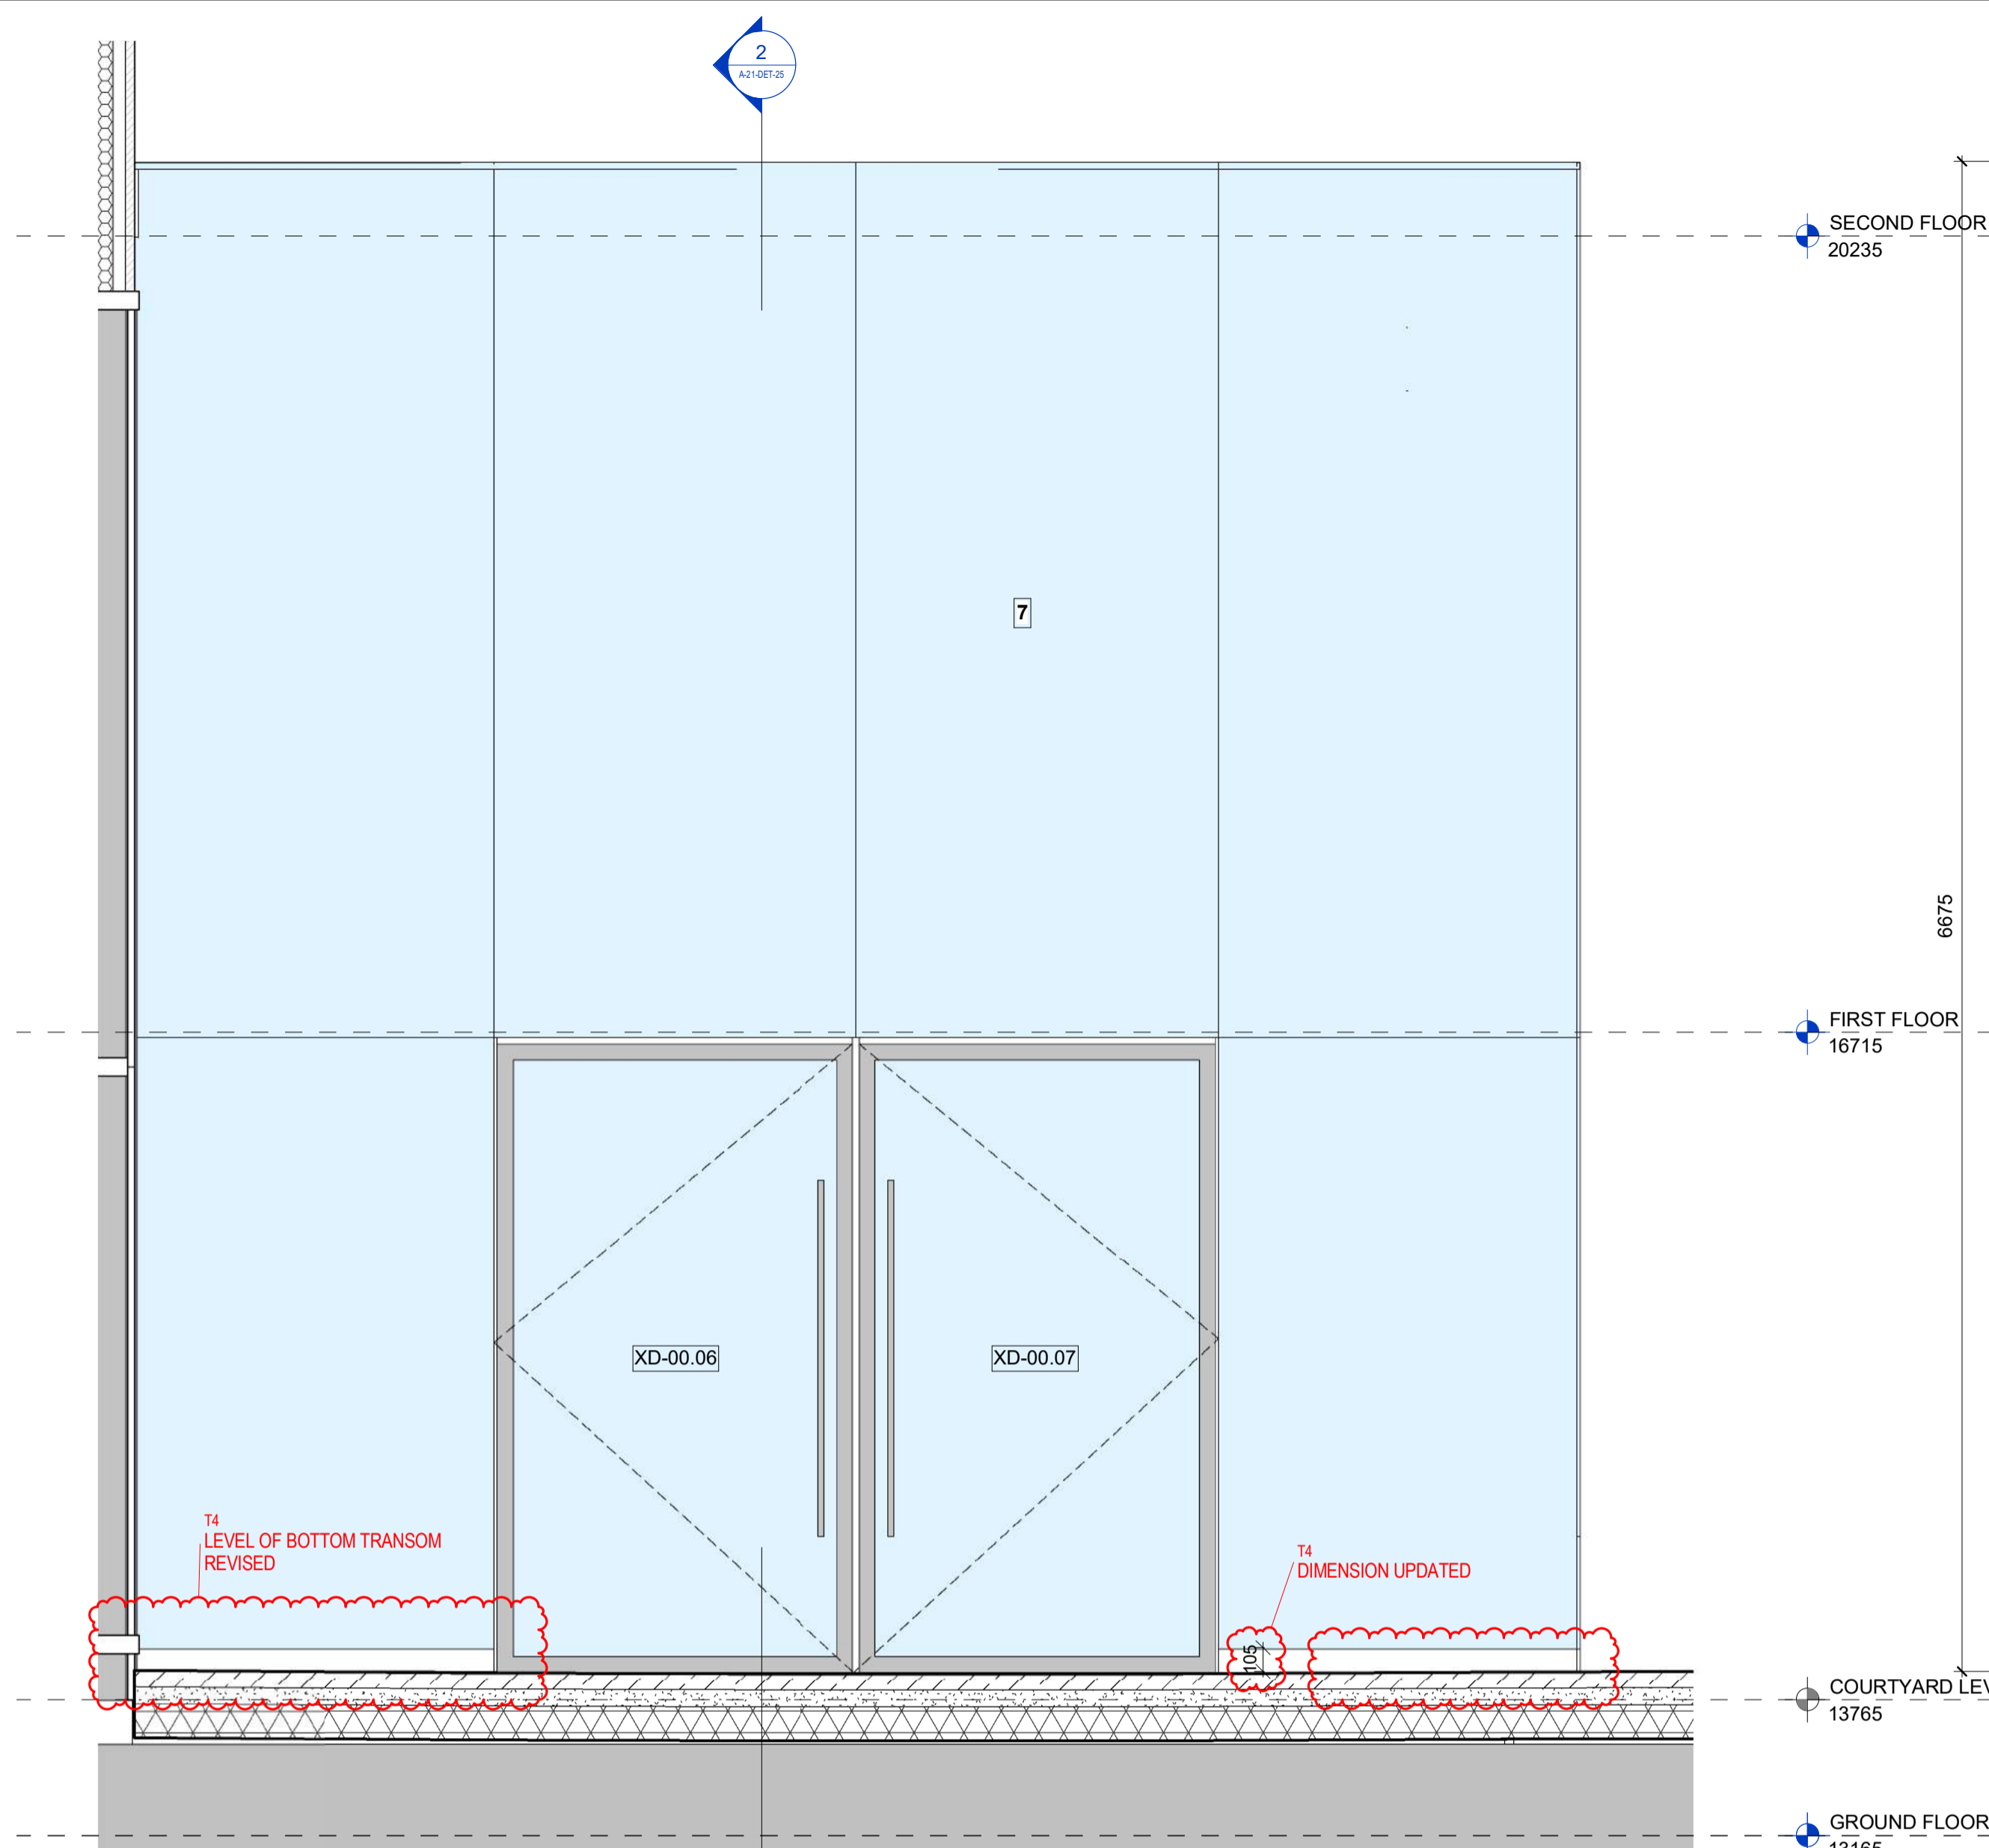 2
A-21-DET-25
SECOND FLOOR
20235
7
6675
FIRST FLOOR
16715
XD-00.06
XD-00.07
T4
LEVEL OF BOTTOM TRANSOM
REVISED
T4
DIMENSION UPDATED
105
COURTYARD LEV
13765
GROUND FLOOR
13165